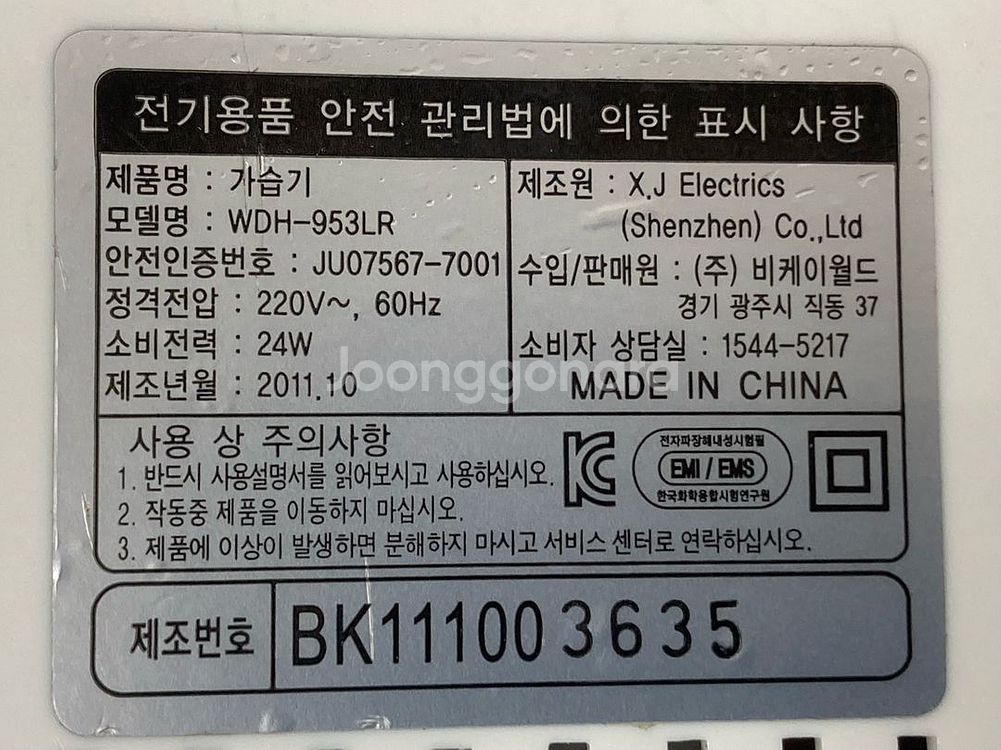 전기용품 안전 관리법에 의한 표시 사항
제품명 : 가습기
모델명 : WDH-953LR
안전인증번호 : JU07567-7001
정격전압 : 220V~, 60Hz
소비전력 : 24W
제조년월 : 2011.10
제조원 : X.J Electrics
(Shenzhen) Co.,Ltd
수입/판매원 : (주) 비케이월드
경기 광주시 직동 37
소비자 상담실 : 1544-5217
MADE IN CHINA
Joonggonara
사용 상 주의사항
1. 반드시 사용설명서를 읽어보시고 사용하십시오.
2. 작동중 제품을 이동하지 마십시오.
3. 제품에 이상이 발생하면 분해하지 마시고 서비스 센터로 연락하십시오.
전자파장해내성시험필
EMI / EMS
한국화학융합시험연구원
제조번호
BK111003635